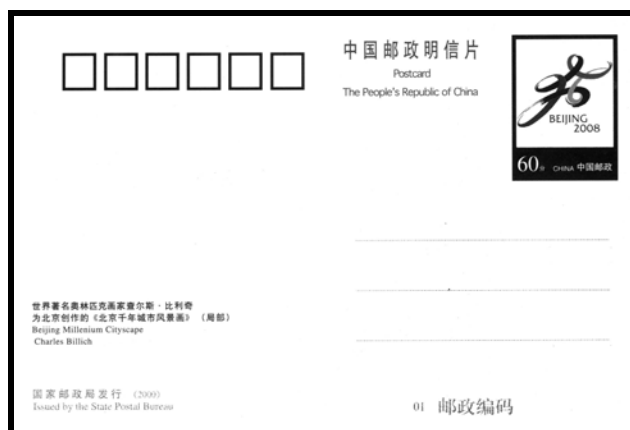 中国邮政明信片
Postcard
The People's Republic of China
BEIJING
2008
60分 CHINA 中国邮政
世界著名奥林匹克画家查尔斯·比利奇
为北京创作的《北京千年城市风景画》（局部）
Beijing Millenium Cityscape
Charles Billich
国家邮政局发行 (2000)
Issued by the State Postal Bureau
01 邮政编码